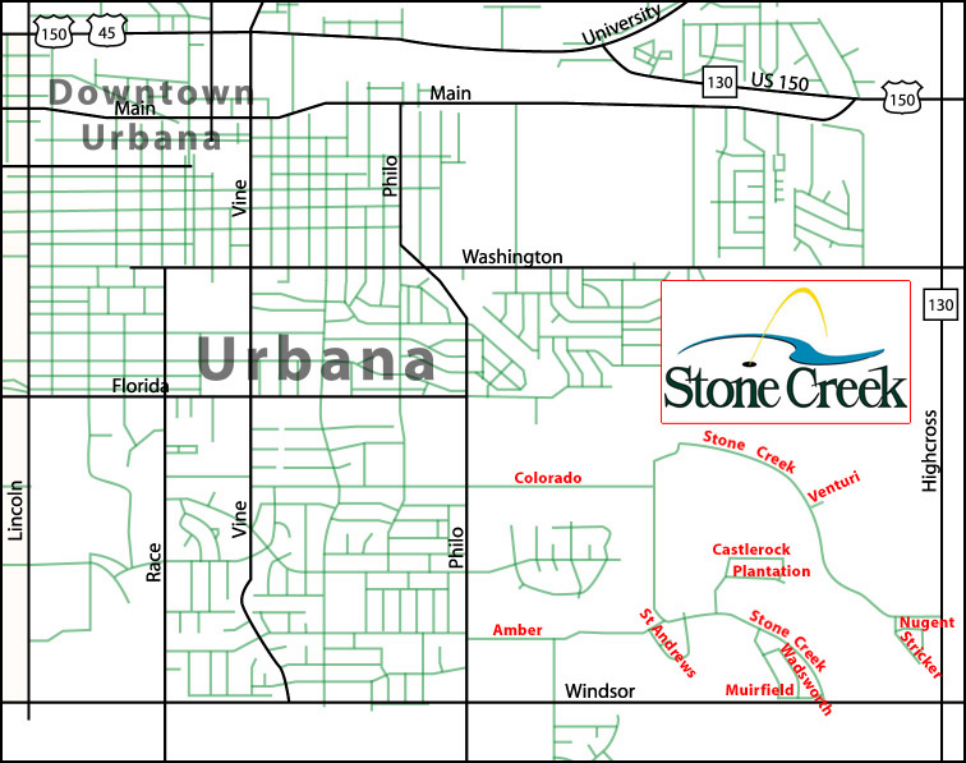 150
45
University
130
US 150
150
Downtown
Main
Main
Urbana
Philo
Vine
Washington
130
Urbana
Stone Creek
Florida
Highcross
Stone Creek
Colorado
Venturi
Lincoln
Vine
Race
Philo
Castlerock
Plantation
St Andrews
Stone Creek
Nugent
Amber
Stricker
Wadsworth
Windsor
Muirfield